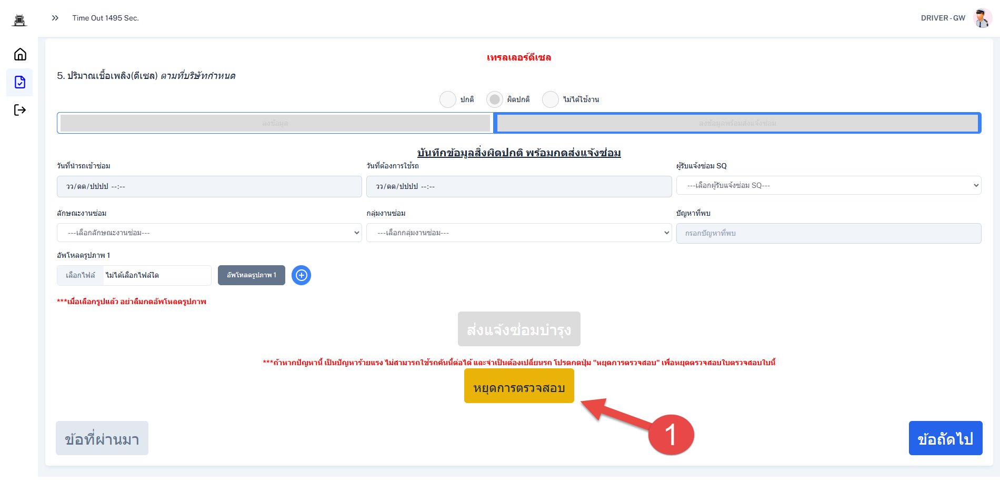 Time Out 1495 Sec.
DRIVER - GW
เทรลเลอร์ดีเซล
5. ปริมาณเชื้อเพลิง(ดีเซล) ตามที่บริษัทกำหนด
ปกติ ผิดปกติ ไม่ได้ใช้งาน
ลงข้อมูล ลงข้อมูลพร้อมส่งแจ้งซ่อม
บันทึกข้อมูลสิ่งผิดปกติ พร้อมกดส่งแจ้งซ่อม
วันที่นำรถเข้าซ่อม วันที่ต้องการใช้รถ ผู้รับแจ้งซ่อม SQ
วว/ดด/ปปปป --:-- วว/ดด/ปปปป --:-- ---เลือกผู้รับแจ้งซ่อม SQ---
ลักษณะงานซ่อม กลุ่มงานซ่อม ปัญหาที่พบ
---เลือกลักษณะงานซ่อม--- ---เลือกกลุ่มงานซ่อม--- กรอกปัญหาที่พบ
อัพโหลดรูปภาพ 1
เลือกไฟล์ ไม่ได้เลือกไฟล์ใด อัพโหลดรูปภาพ 1
***เมื่อเลือกรูปแล้ว อย่าลืมกดอัพโหลดรูปภาพ
ส่งแจ้งซ่อมบำรุง
***ถ้าหากปัญหานี้ เป็นปัญหาร้ายแรง ไม่สามารถใช้รถคันนี้ต่อได้ และจำเป็นต้องเปลี่ยนรถ โปรดกดปุ่ม "หยุดการตรวจสอบ" เพื่อหยุดตรวจสอบใบตรวจสอบใบนี้
หยุดการตรวจสอบ
1
ข้อที่ผ่านมา ข้อถัดไป